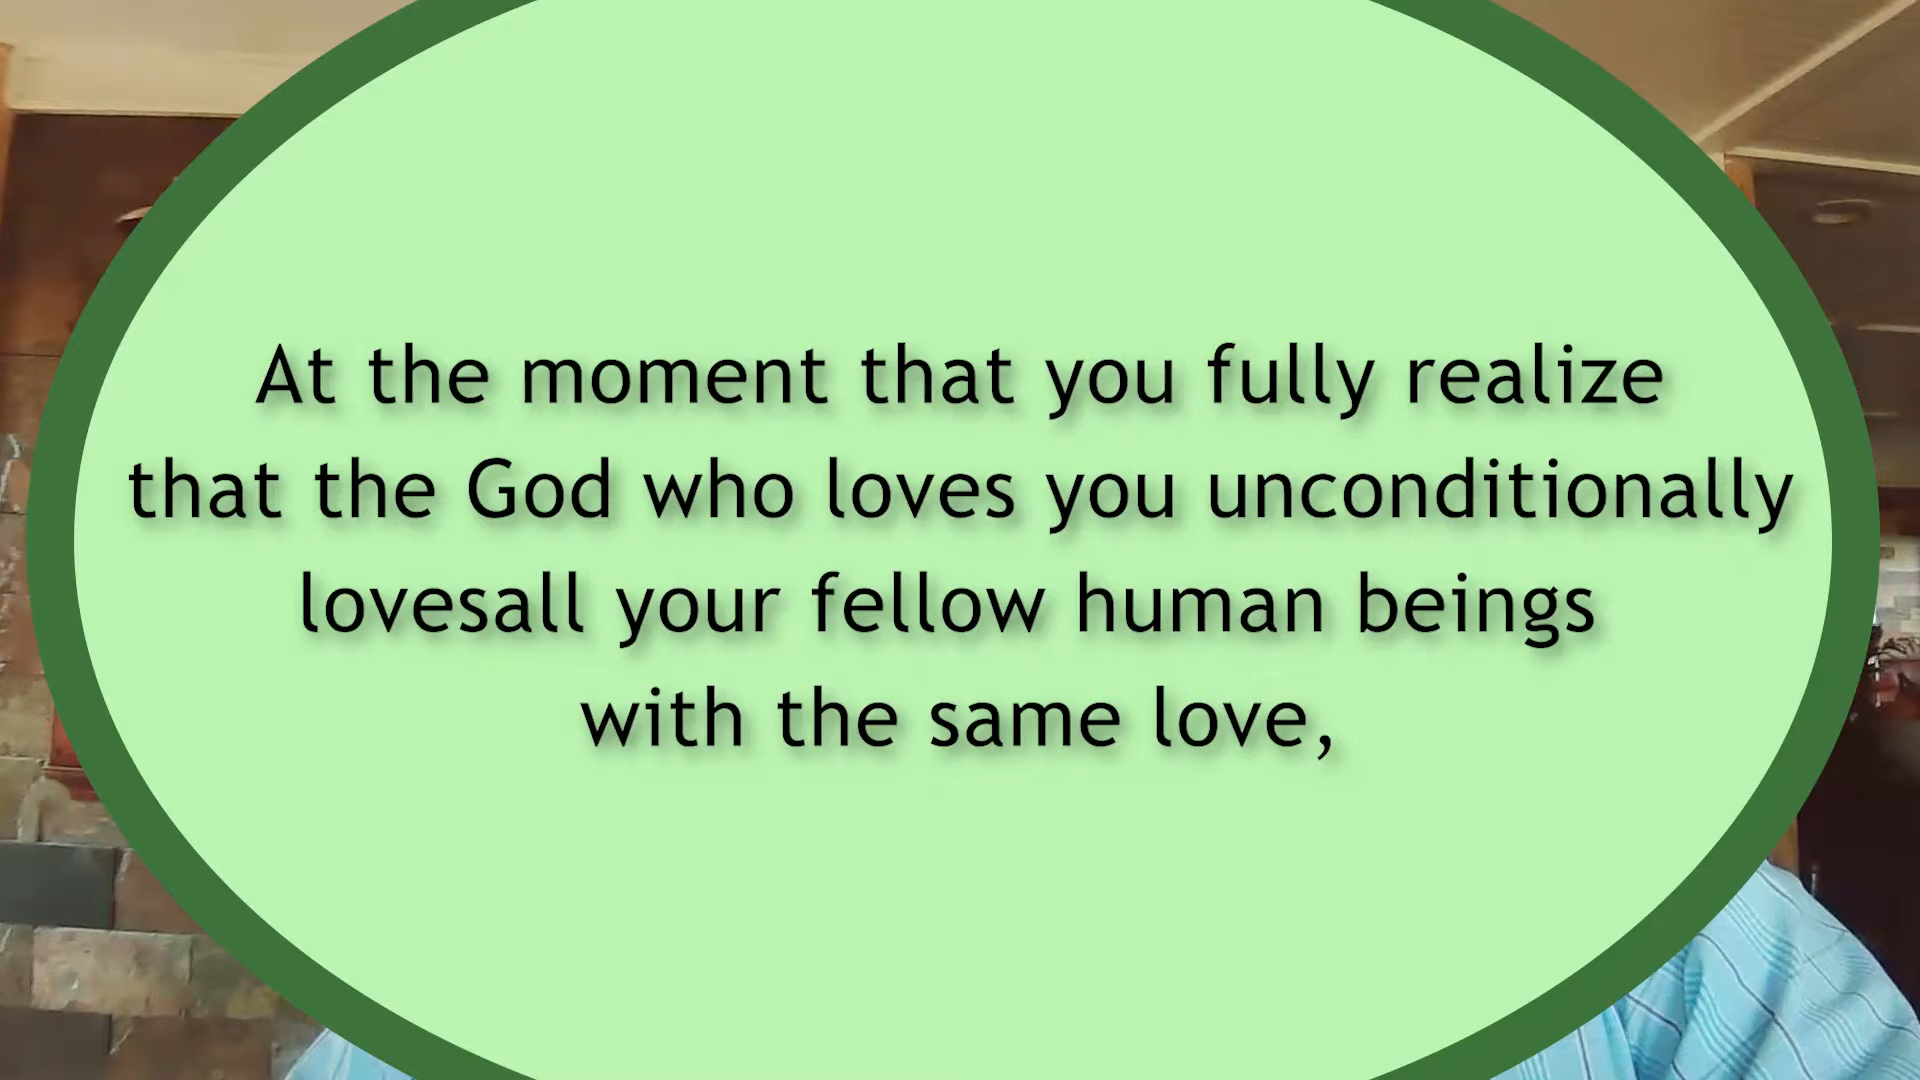 At the moment that you fully realize
that the God who loves you unconditionally
lovesall your fellow human beings
with the same love,